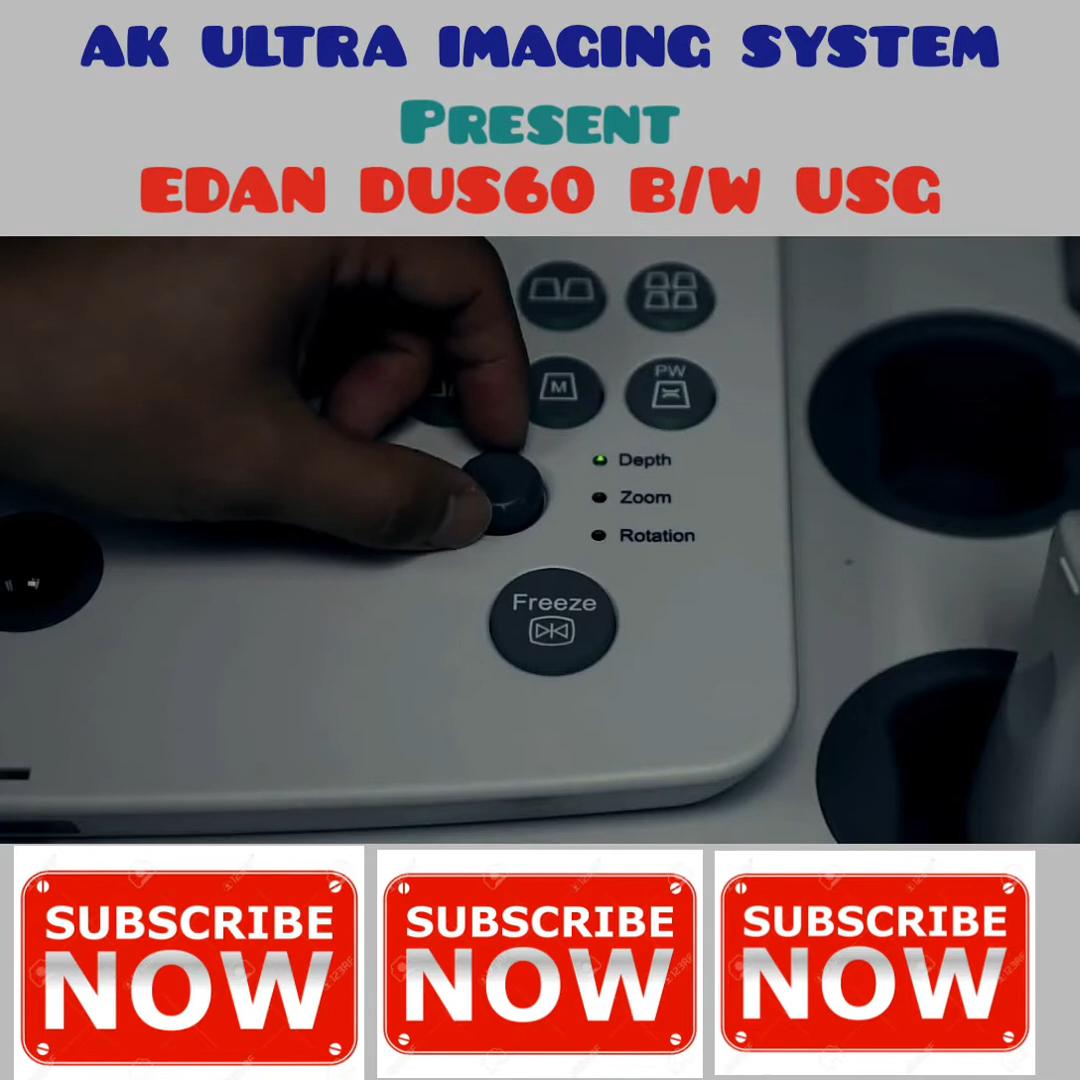 AK ULTRA IMAGING SYSTEM
PRESENT
EDAN DUS60 B/W USG
M
PW
Depth
Zoom
Rotation
Freeze
SUBSCRIBE
NOW
SUBSCRIBE
NOW
SUBSCRIBE
NOW